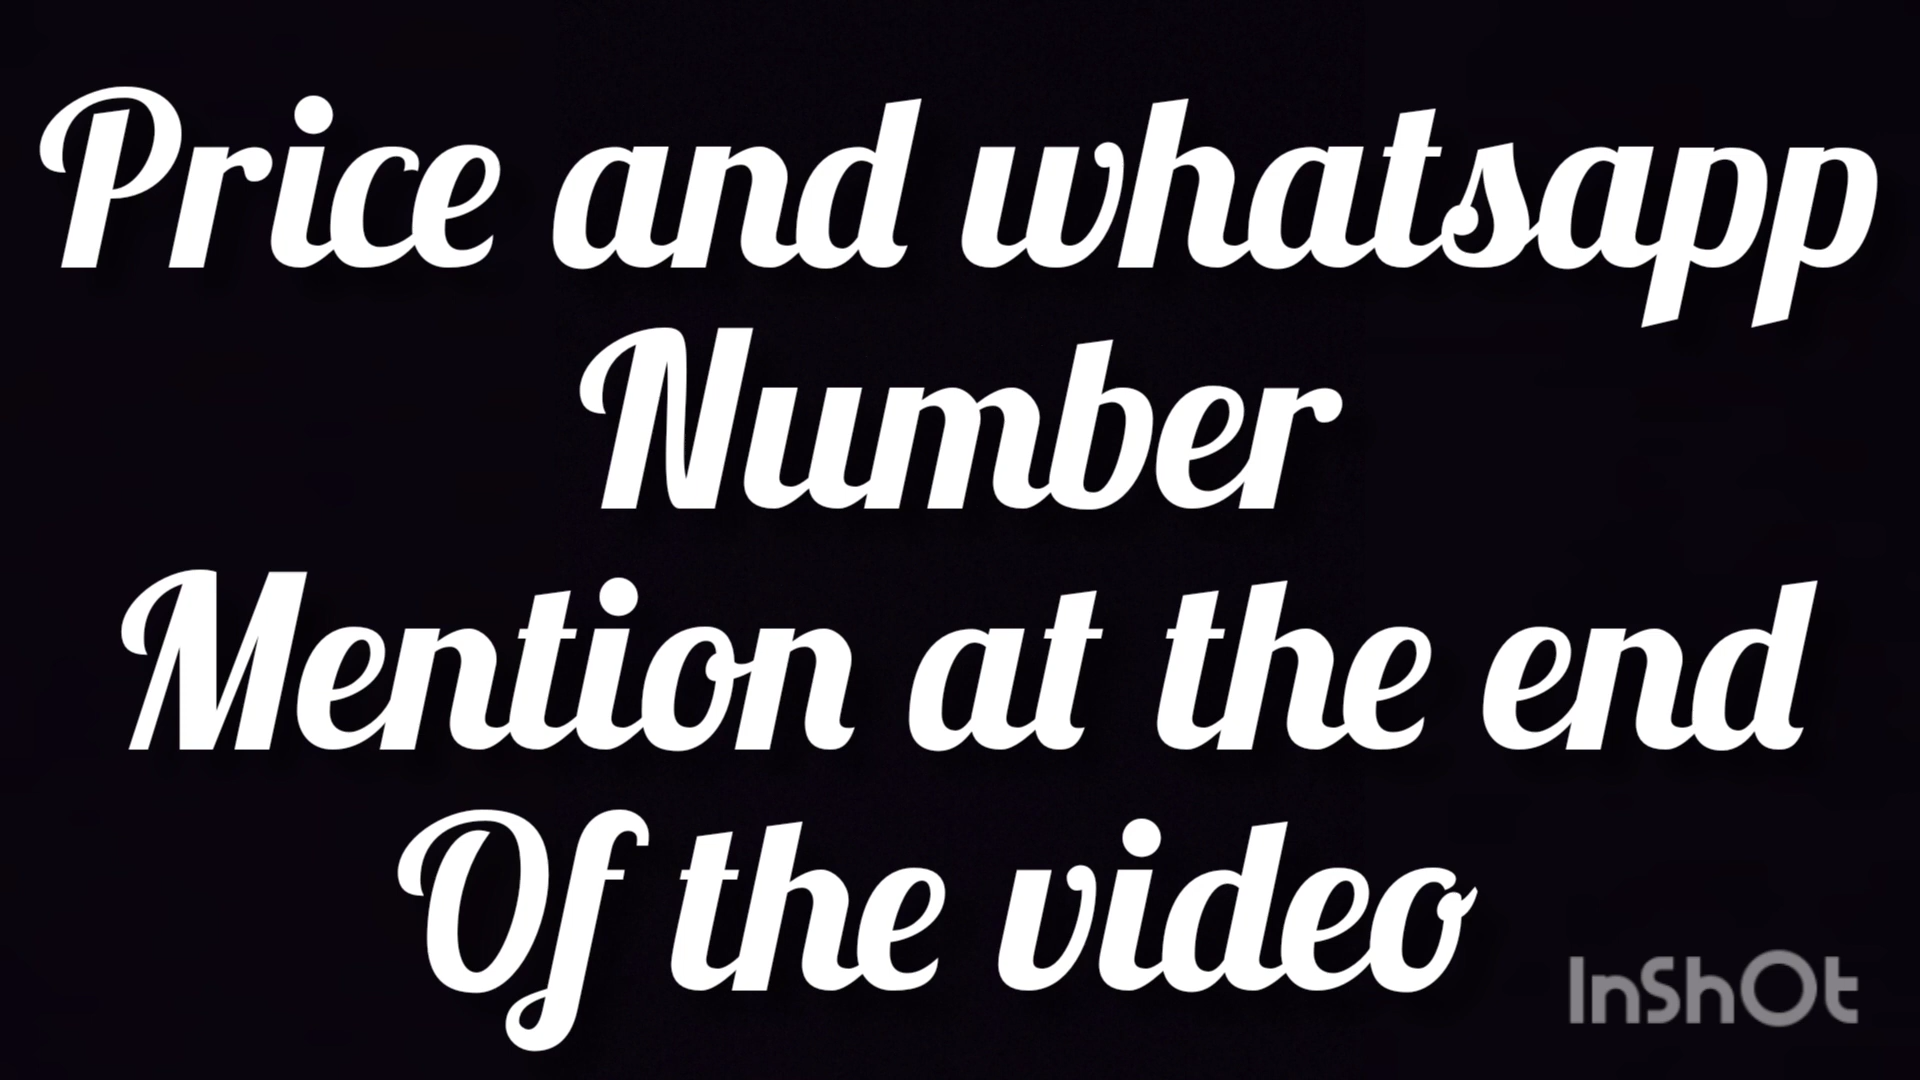 Price and whatsapp
Number
Mention at the end
Of the video
InShOt